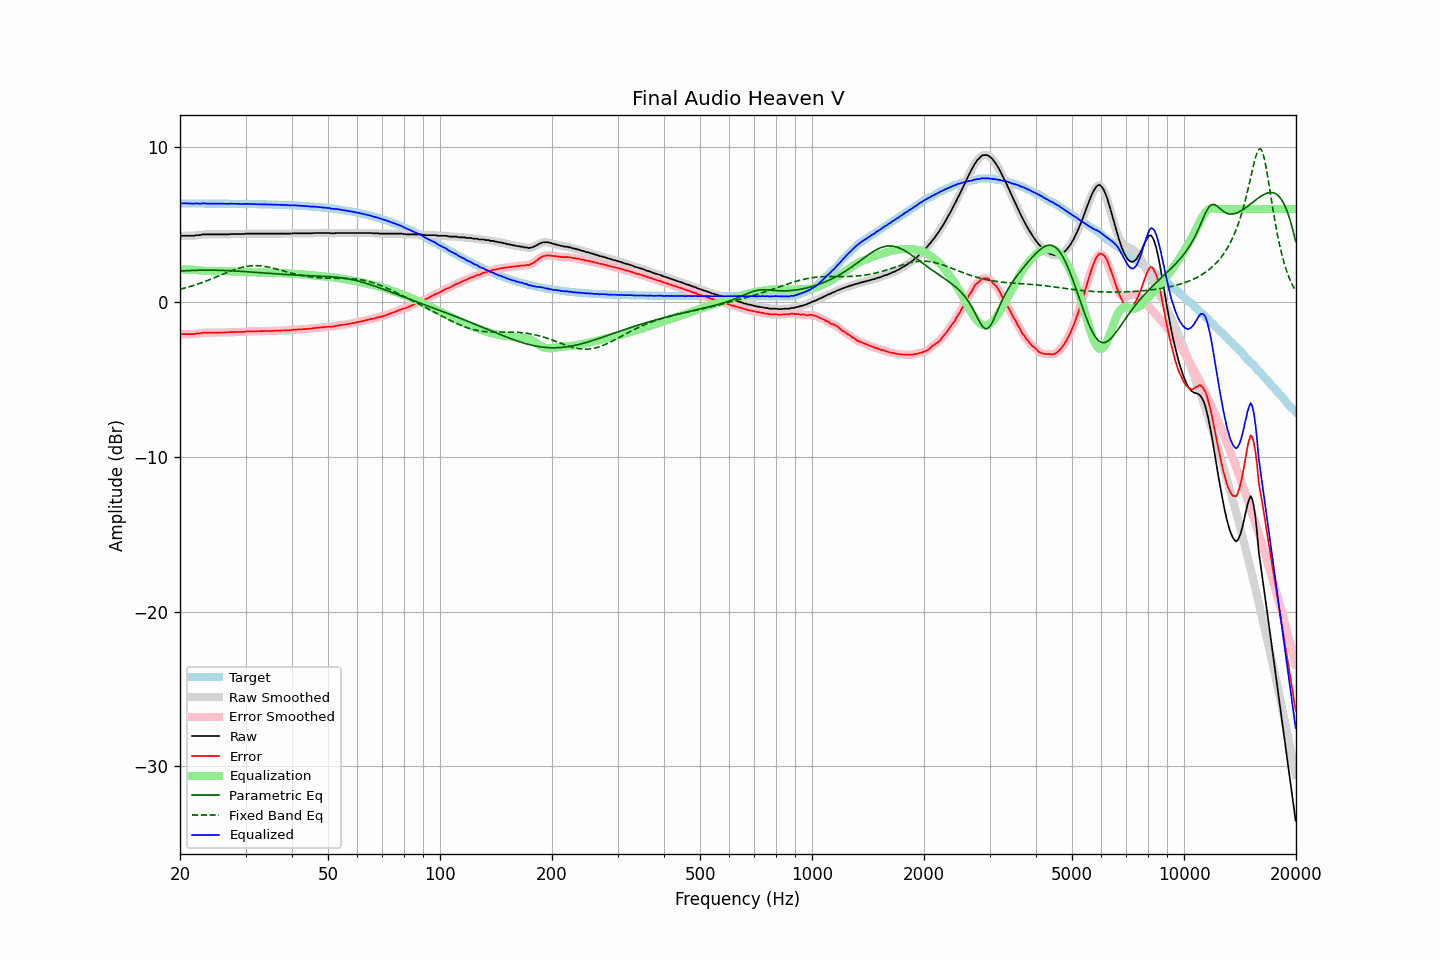 Final Audio Heaven V
Amplitude (dBr)
10
0
−10
−20
−30
Target
Raw Smoothed
Error Smoothed
Raw
Error
Equalization
Parametric Eq
Fixed Band Eq
Equalized
20 50 100 200 500 1000 2000 5000 10000 20000
Frequency (Hz)